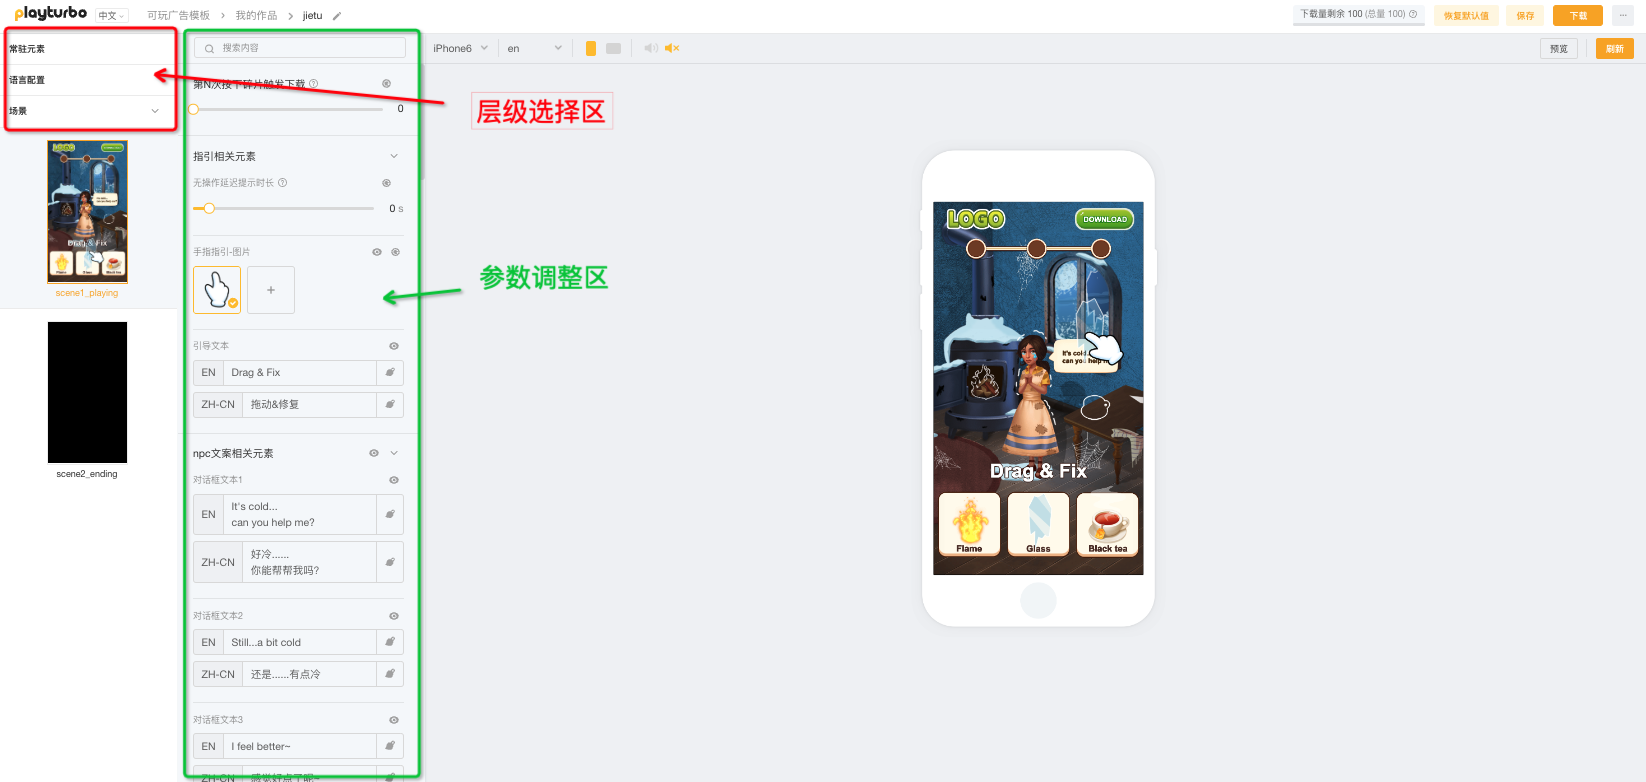 playturbo
中文
可玩广告模板 > 我的作品 > jietu
下载量剩余 100 (总量 100)
恢复默认值
保存
下载
常驻元素
语言配置
场景
scene1_playing
scene2_ending
搜索内容
第N次按下碎片触发下载
0
指引相关元素
无操作延迟提示时长
0 s
手指指引-图片
+
引导文本
EN Drag & Fix
ZH-CN 拖动&修复
npc文案相关元素
对话框文本1
EN It's cold...
can you help me?
ZH-CN 好冷......
你能帮帮我吗?
对话框文本2
EN Still...a bit cold
ZH-CN 还是......有点冷
对话框文本3
EN I feel better~
ZH-CN 感觉好点了呢~
iPhone6
en
预览
刷新
层级选择区
参数调整区
LOGO
DOWNLOAD
It's col
can you help
Drag & Fix
Flame
Glass
Black tea